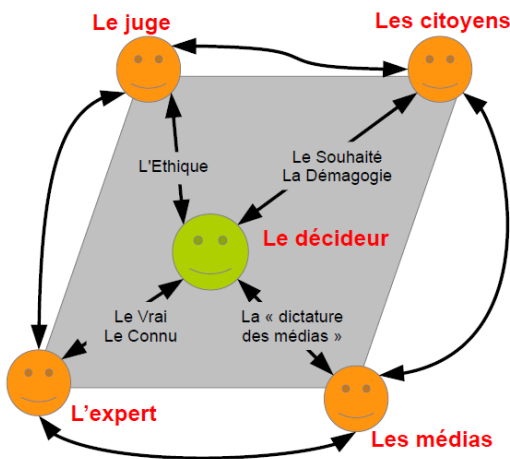 Le juge
Les citoyens
L'Ethique
Le Souhaité
La Démagogie
Le décideur
Le Vrai
Le Connu
La « dictature
des médias »
L’expert
Les médias